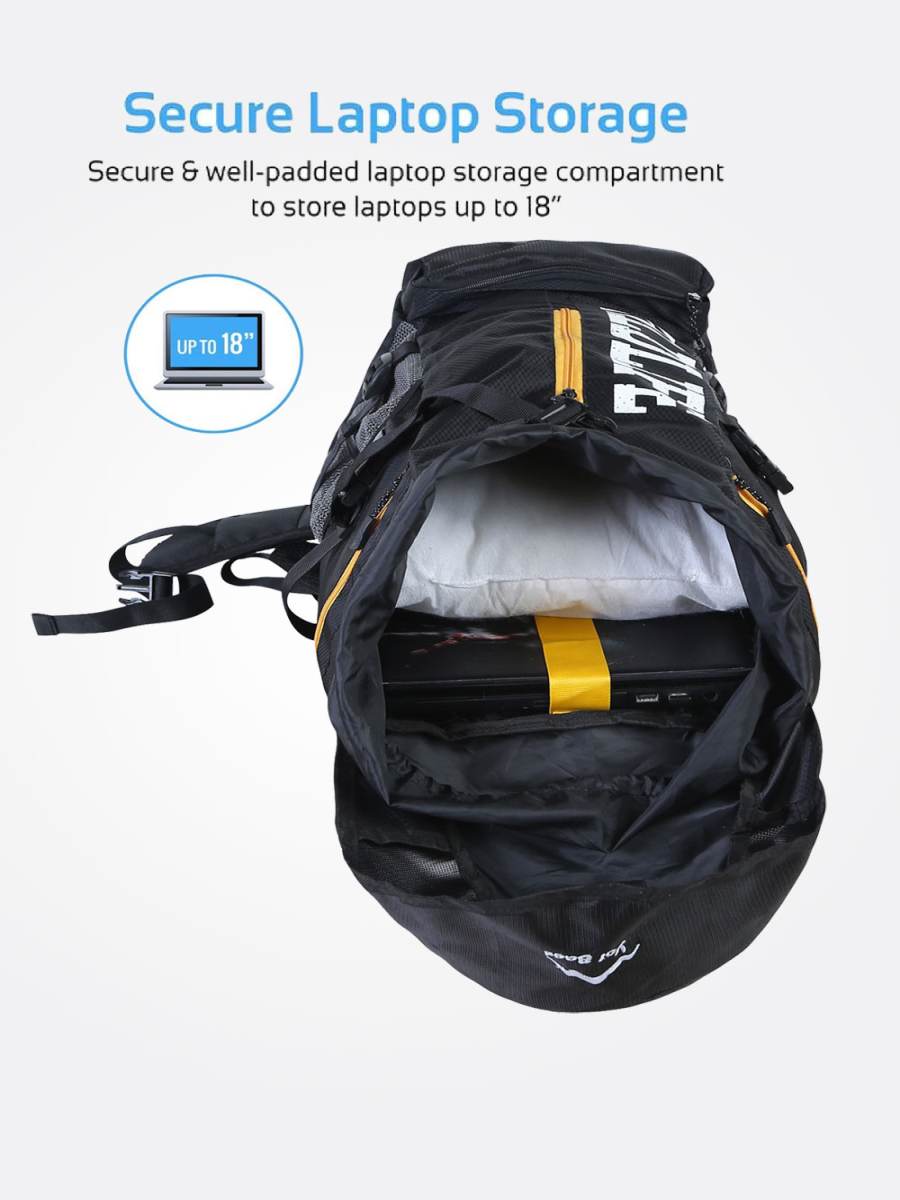 Secure Laptop Storage
Secure & well-padded laptop storage compartment
to store laptops up to 18”
UP TO 18”